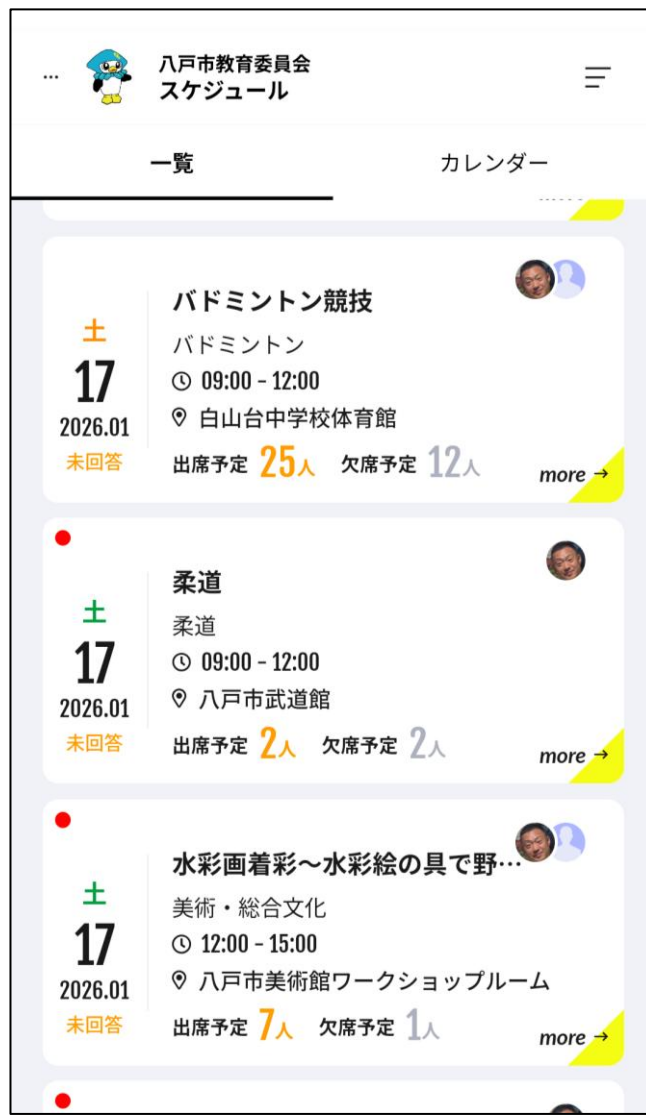 …
八戸市教育委員会
スケジュール
一覧
カレンダー
バドミントン競技
バドミントン
土
17
2026.01
未回答
09:00 - 12:00
白山台中学校体育館
出席予定 25人 欠席予定 12人
more →
柔道
柔道
土
17
2026.01
未回答
09:00 - 12:00
八戸市武道館
出席予定 2人 欠席予定 2人
more →
水彩画着彩〜水彩絵の具で野…
美術・総合文化
土
17
2026.01
未回答
12:00 - 15:00
八戸市美術館ワークショップルーム
出席予定 7人 欠席予定 1人
more →